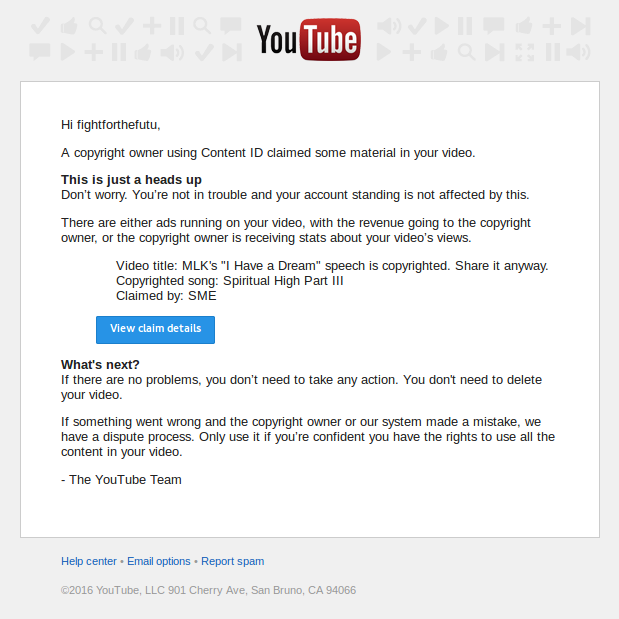 YouTube
Hi fightforthefutu,
A copyright owner using Content ID claimed some material in your video.
This is just a heads up
Don't worry. You're not in trouble and your account standing is not affected by this.
There are either ads running on your video, with the revenue going to the copyright
owner, or the copyright owner is receiving stats about your video's views.
Video title: MLK's "I Have a Dream" speech is copyrighted. Share it anyway.
Copyrighted song: Spiritual High Part III
Claimed by: SME
View claim details
What's next?
If there are no problems, you don't need to take any action. You don't need to delete
your video.
If something went wrong and the copyright owner or our system made a mistake, we
have a dispute process. Only use it if you're confident you have the rights to use all the
content in your video.
- The YouTube Team
Help center • Email options • Report spam
©2016 YouTube, LLC 901 Cherry Ave, San Bruno, CA 94066